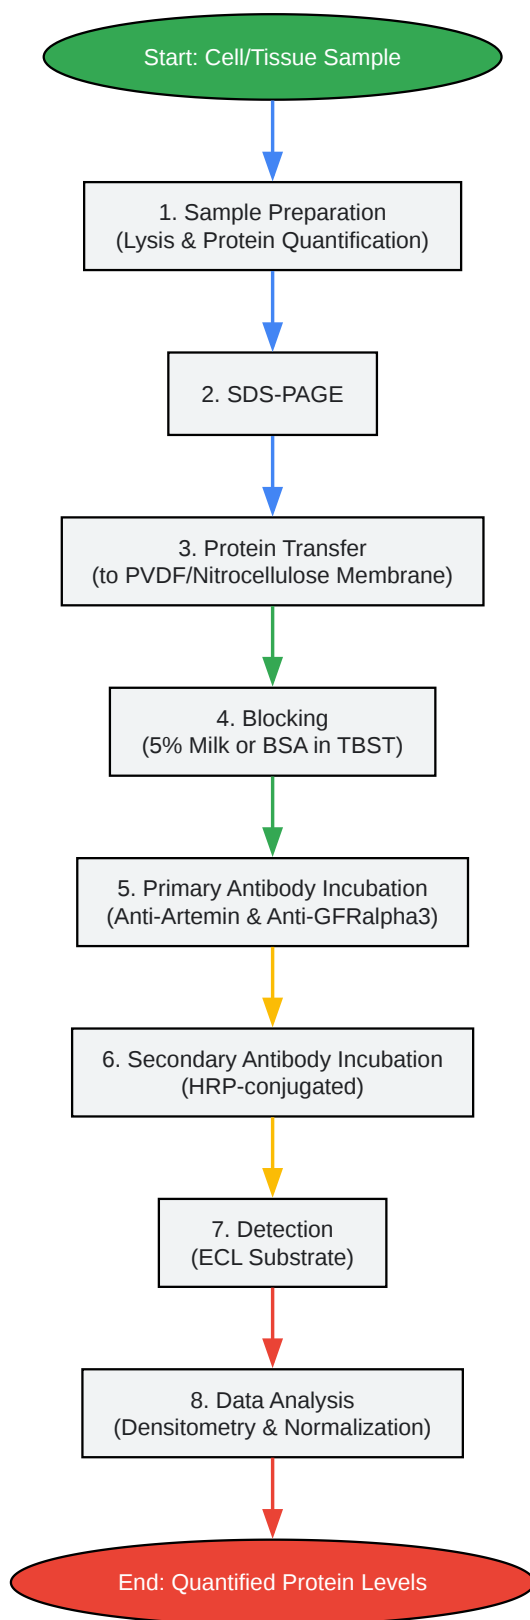 Start: Cell/Tissue Sample
1. Sample Preparation
(Lysis & Protein Quantification)
2. SDS-PAGE
3. Protein Transfer
(to PVDF/Nitrocellulose Membrane)
4. Blocking
(5% Milk or BSA in TBST)
5. Primary Antibody Incubation
(Anti-Artemin & Anti-GFRalpha3)
6. Secondary Antibody Incubation
(HRP-conjugated)
7. Detection
(ECL Substrate)
8. Data Analysis
(Densitometry & Normalization)
End: Quantified Protein Levels